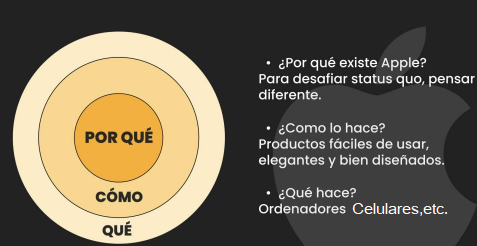 POR QUÉ
CÓMO
QUÉ
• ¿Por qué existe Apple?
Para desafiar status quo, pensar
diferente.
• ¿Como lo hace?
Productos fáciles de usar,
elegantes y bien diseñados.
• ¿Qué hace?
Ordenadores Celulares,etc.